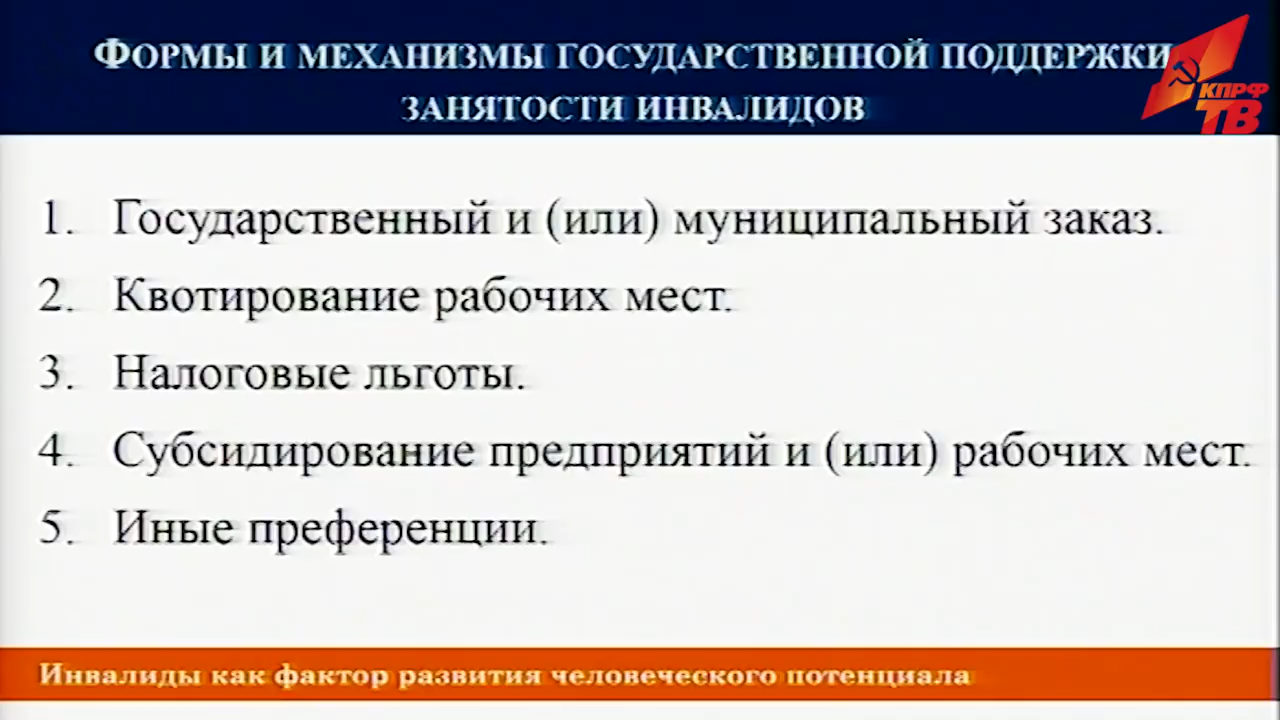 Формы и механизмы государственной поддержки
занятости инвалидов
КПРФ
ТВ
1. Государственный и (или) муниципальный заказ.
2. Квотирование рабочих мест.
3. Налоговые льготы.
4. Субсидирование предприятий и (или) рабочих мест.
5. Иные преференции.
Инвалиды как фактор развития человеческого потенциала